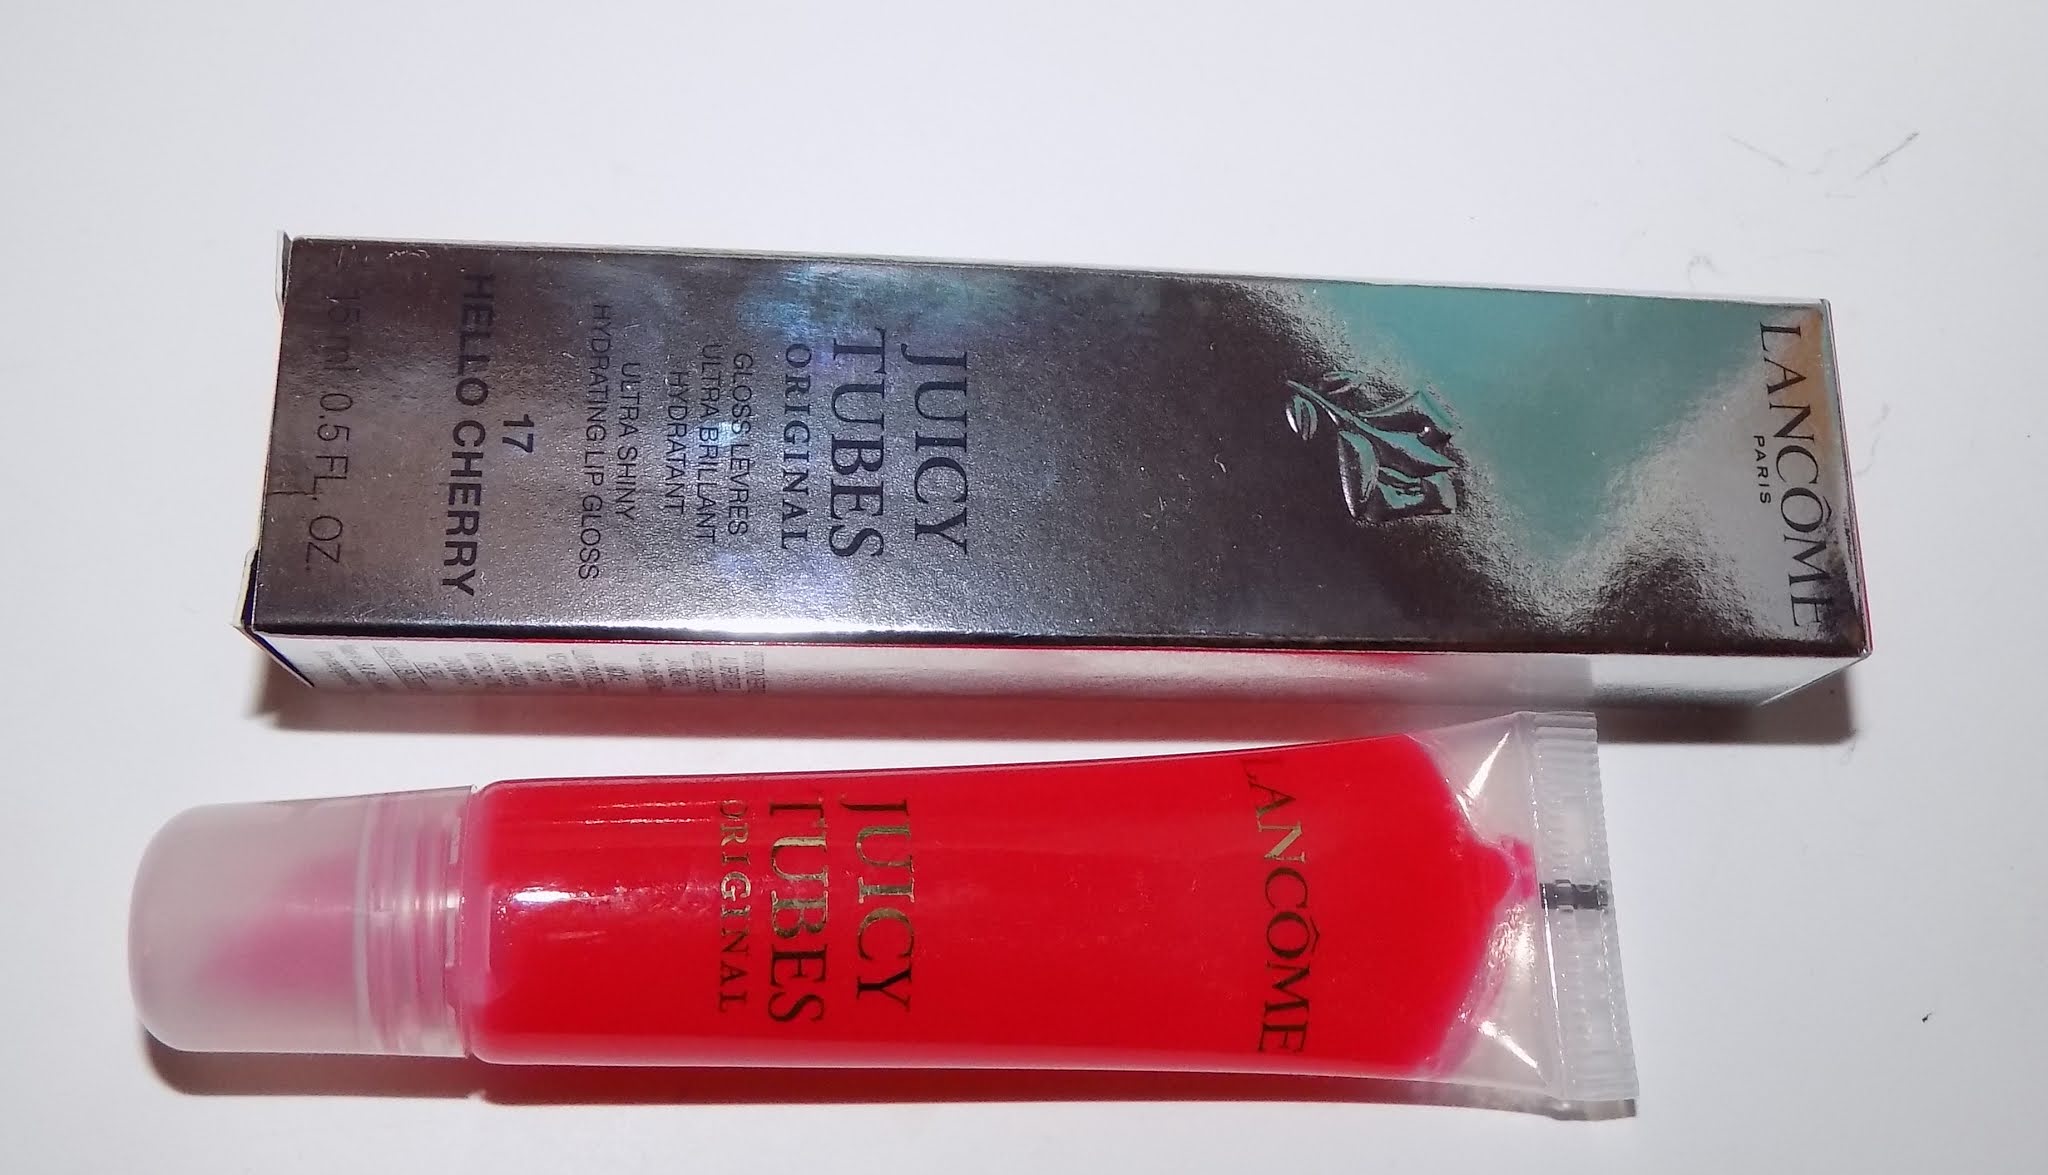 LANCÔME
PARIS
JUICY
TUBES
ORIGINAL
GLOSS LEVRES
ULTRA BRILLANT
HYDRATANT
ULTRA SHINY
HYDRATING LIP GLOSS
17
HELLO CHERRY
15 ml 0.5 FL. OZ.
LANCÔME
JUICY
TUBES
ORIGINAL